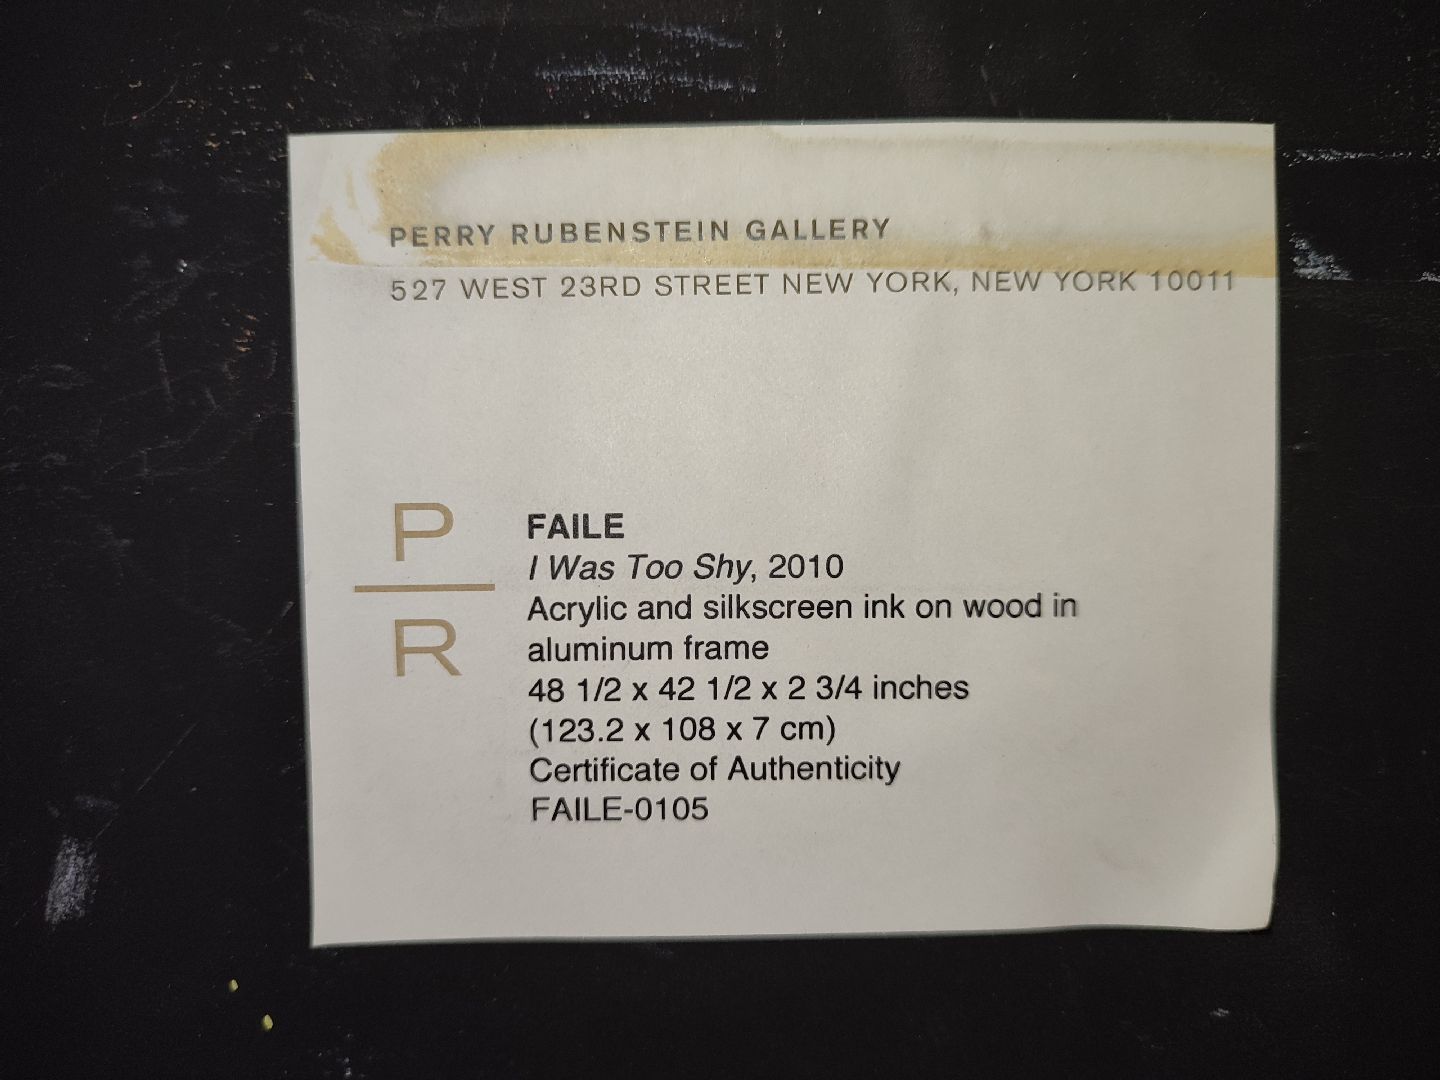 PERRY RUBENSTEIN GALLERY
527 WEST 23RD STREET NEW YORK, NEW YORK 10011
P
R
FAILE
I Was Too Shy, 2010
Acrylic and silkscreen ink on wood in
aluminum frame
48 1/2 x 42 1/2 x 2 3/4 inches
(123.2 x 108 x 7 cm)
Certificate of Authenticity
FAILE-0105